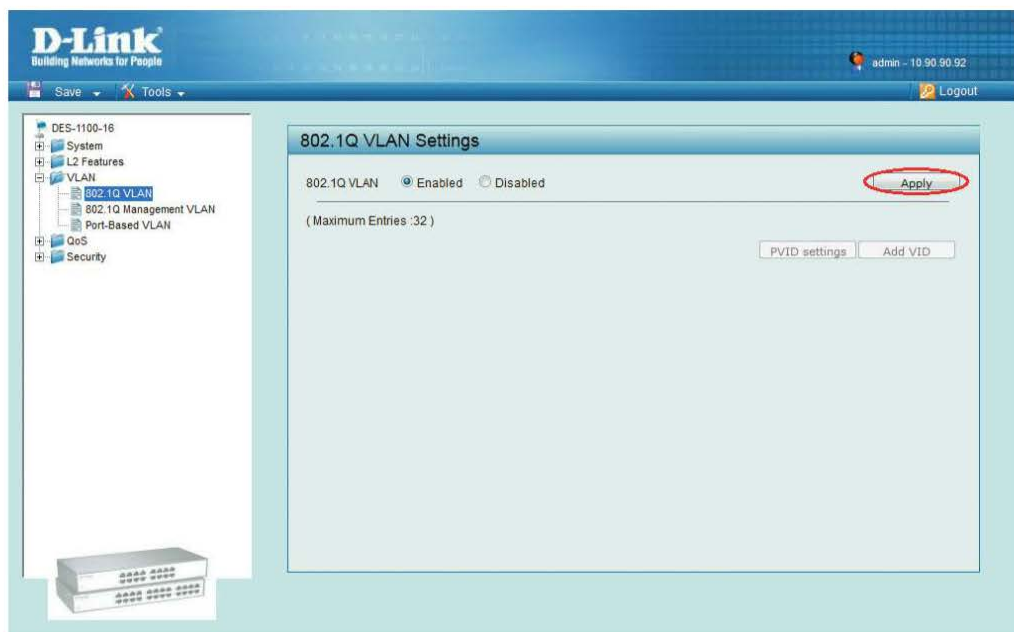 D-Link
Building Networks for People
admin - 10.90.90.92
Save Tools Logout
DES-1100-16
System
L2 Features
VLAN
802.1Q VLAN
802.1Q Management VLAN
Port-Based VLAN
QoS
Security
802.1Q VLAN Settings
802.1Q VLAN Enabled Disabled Apply
( Maximum Entries :32 )
PVID settings Add VID